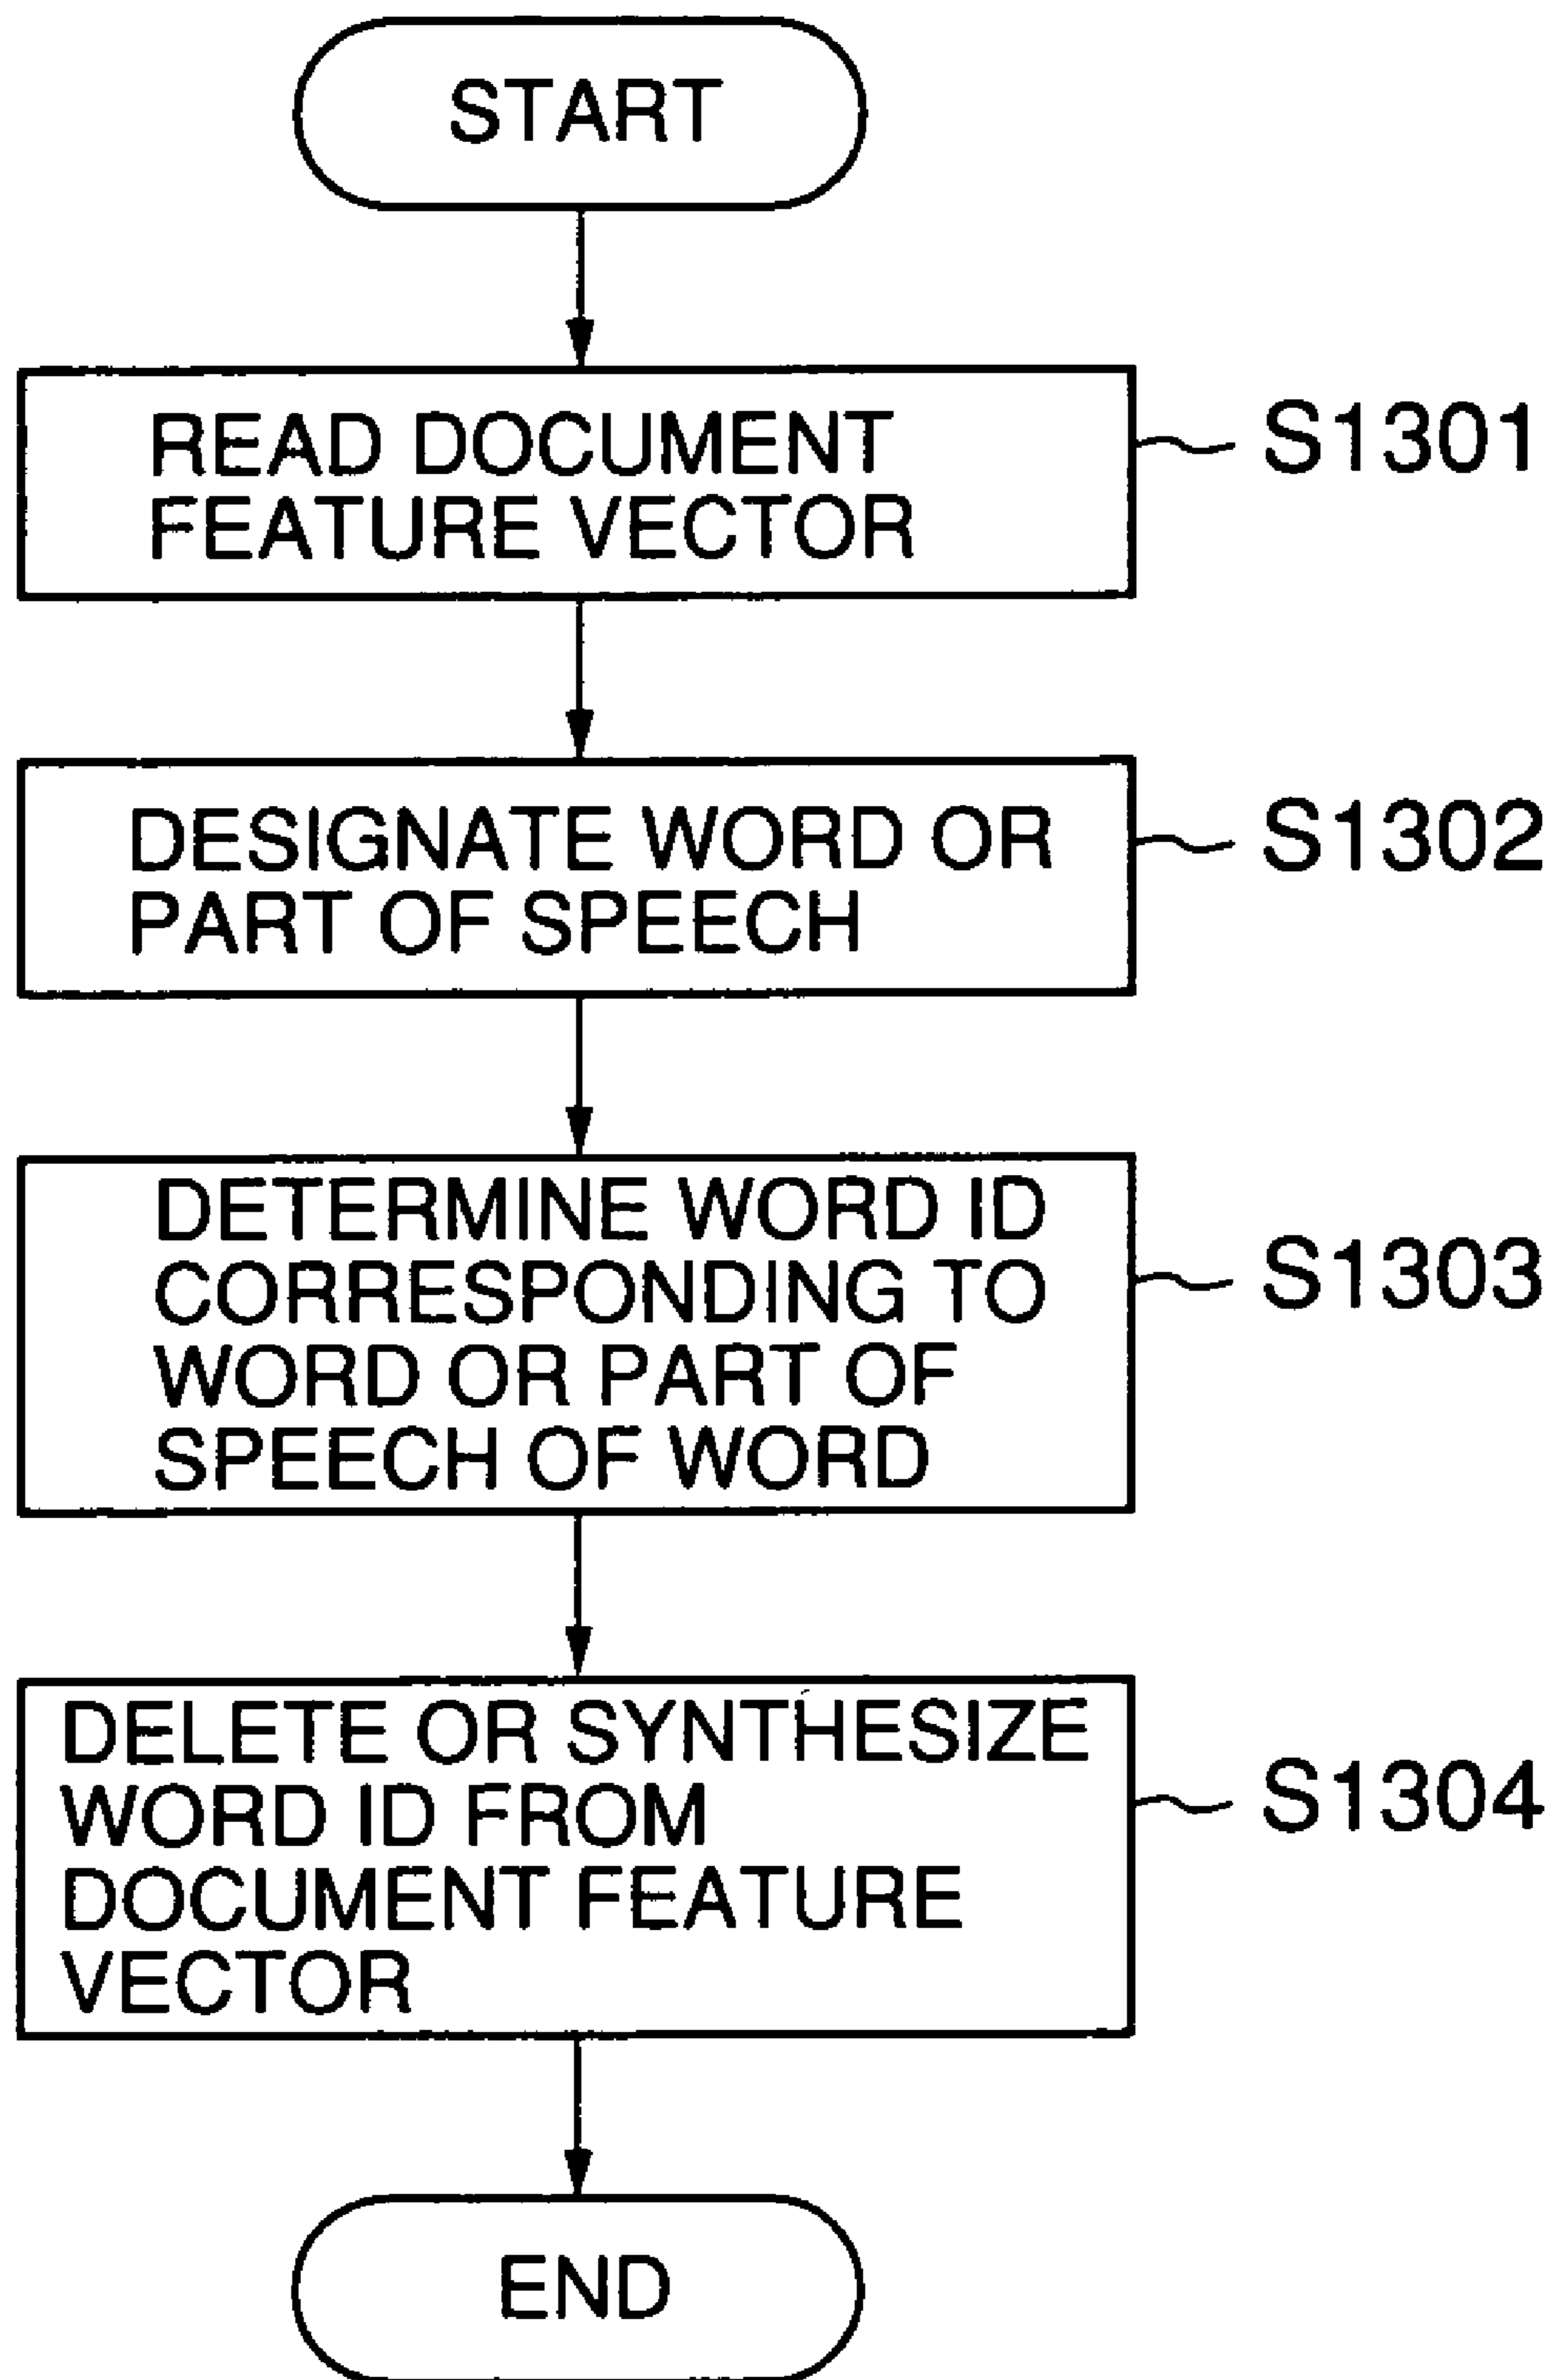 START
READ DOCUMENT
FEATURE VECTOR
S1301
DESIGNATE WORD OR
PART OF SPEECH
S1302
DETERMINE WORD ID
CORRESPONDING TO
WORD OR PART OF
SPEECH OF WORD
S1303
DELETE OR SYNTHESIZE
WORD ID FROM
DOCUMENT FEATURE
VECTOR
S1304
END